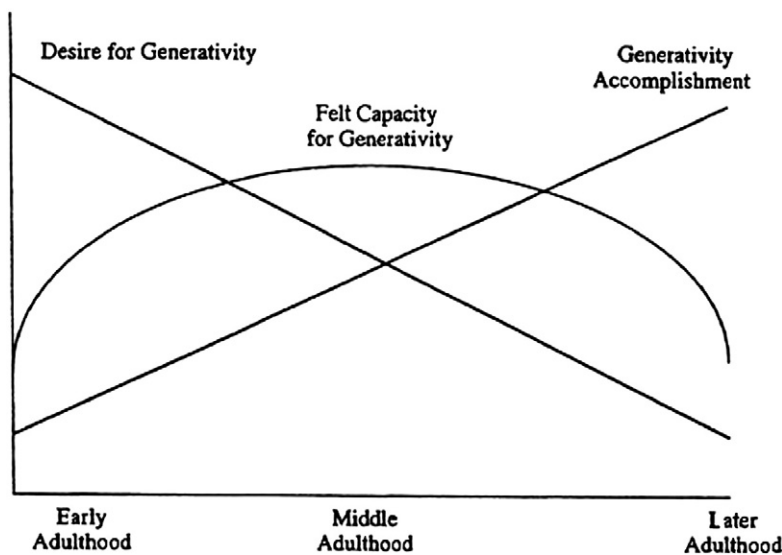 Desire for Generativity
Generativity
Accomplishment
Felt Capacity
for Generativity
Early
Adulthood
Middle
Adulthood
Later
Adulthood